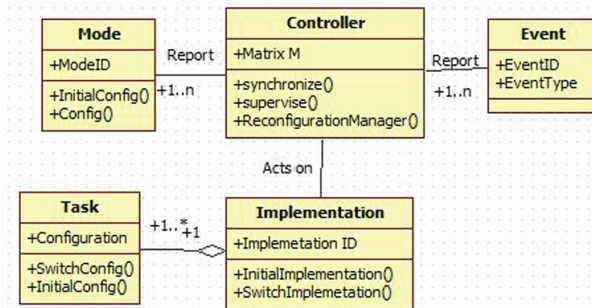 Mode
+ModeID
+InitialConfig()
+Config()
Report
+1..n
Controller
+Matrix M
+synchronize()
+supervise()
+ReconfigurationManager()
Report
+1..n
Event
+EventID
+EventType
Acts on
Task
+Configuration
+SwitchConfig()
+InitialConfig()
+1..*
+1
Implementation
+Implemetation ID
+InitialImplementation()
+SwitchImplemetation()